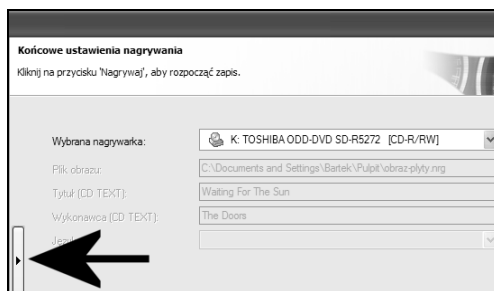 Końcowe ustawienia nagrywania
Kliknij na przycisku 'Nagrywaj', aby rozpocząć zapis.
Wybrana nagrywarka: K: TOSHIBA ODD-DVD SD-R5272 [CD-R/RW]
Plik obrazu: C:\Documents and Settings\Bartek\Pulpit\obraz-plyty.nrg
Tytuł (CD TEXT): Waiting For The Sun
Wykonawca (CD TEXT): The Doors